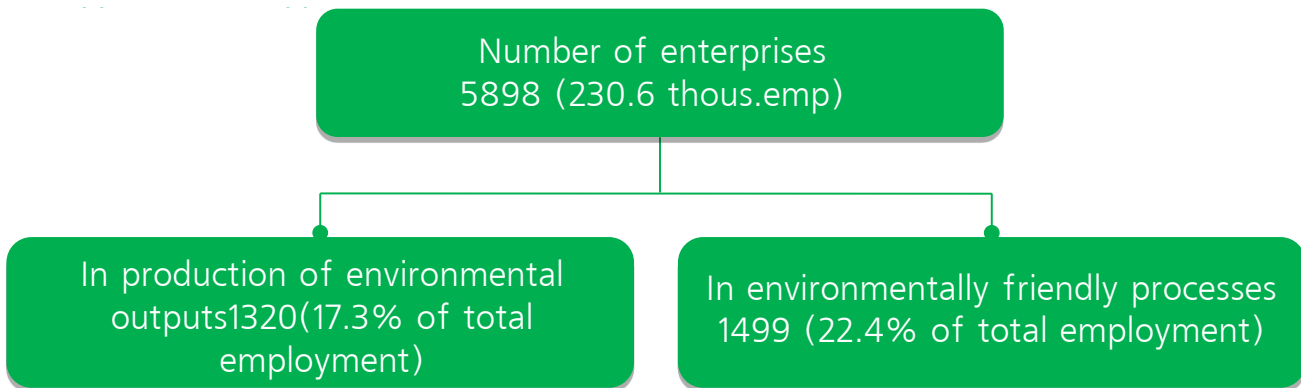 Number of enterprises
5898 (230.6 thous.emp)
In production of environmental
outputs1320(17.3% of total
employment)
In environmentally friendly processes
1499 (22.4% of total employment)